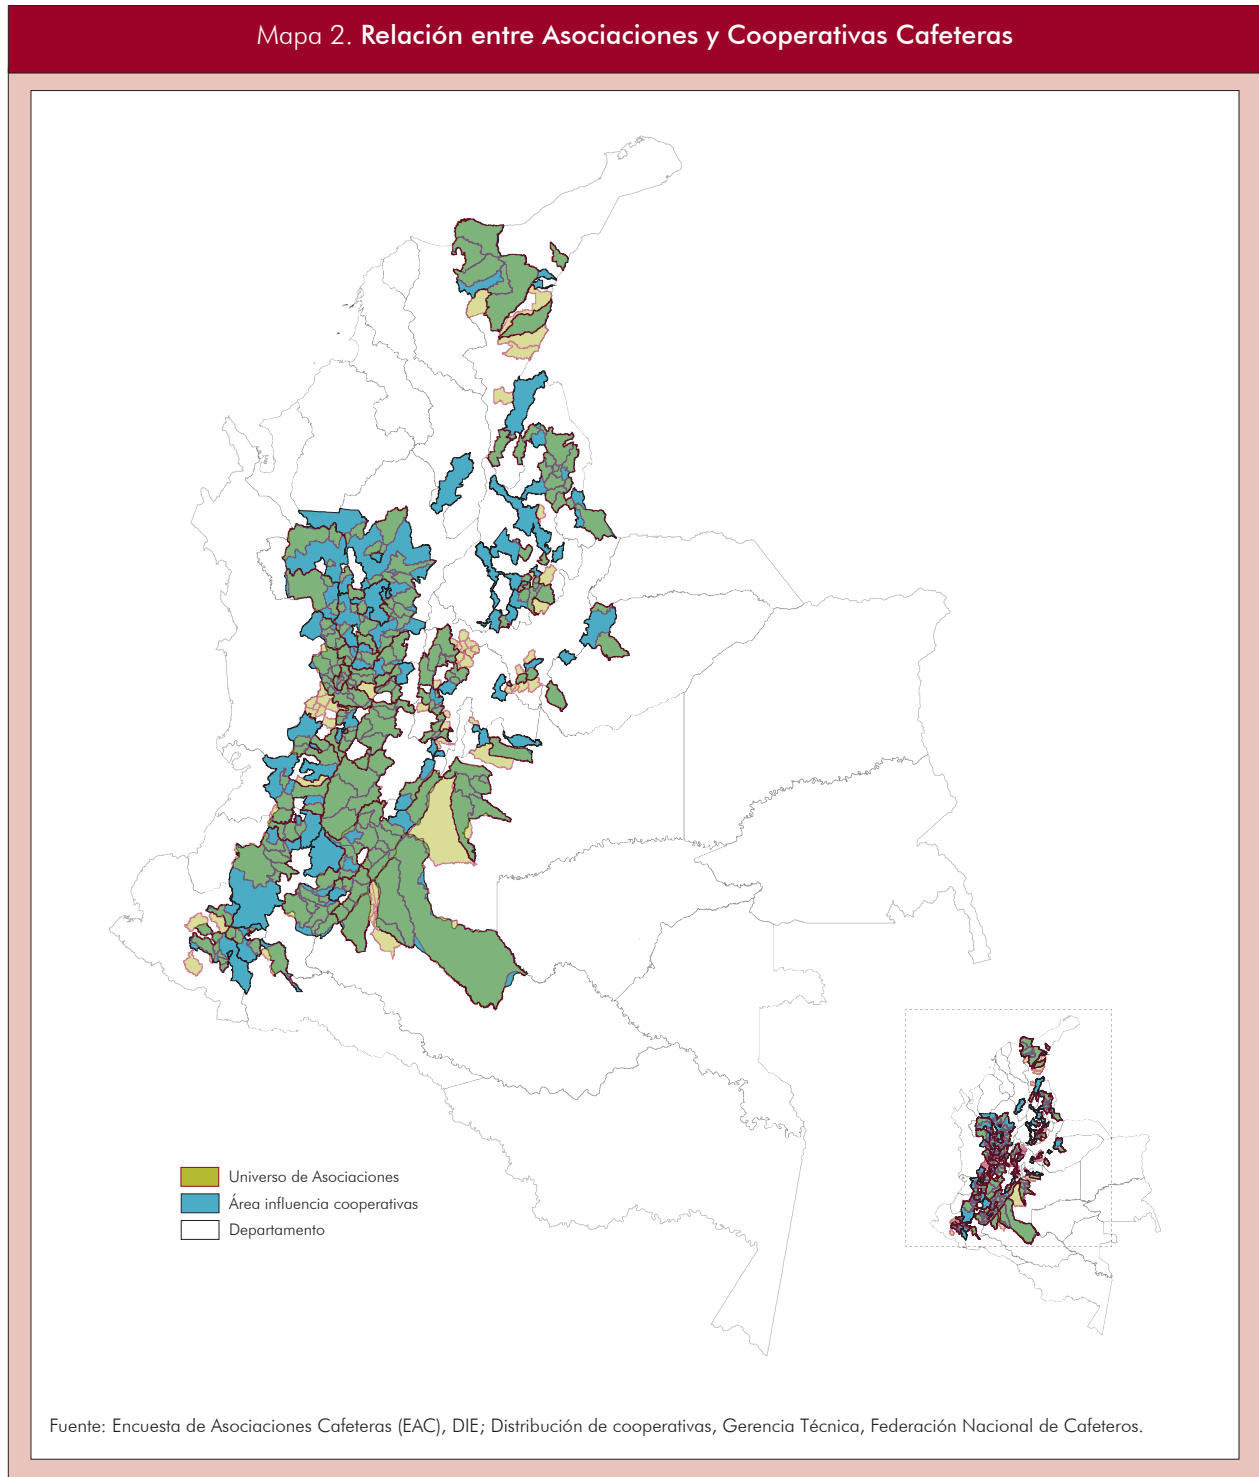 Mapa 2. Relación entre Asociaciones y Cooperativas Cafeteras
Universo de Asociaciones
Área influencia cooperativas
Departamento
Fuente: Encuesta de Asociaciones Cafeteras (EAC), DIE; Distribución de cooperativas, Gerencia Técnica, Federación Nacional de Cafeteros.